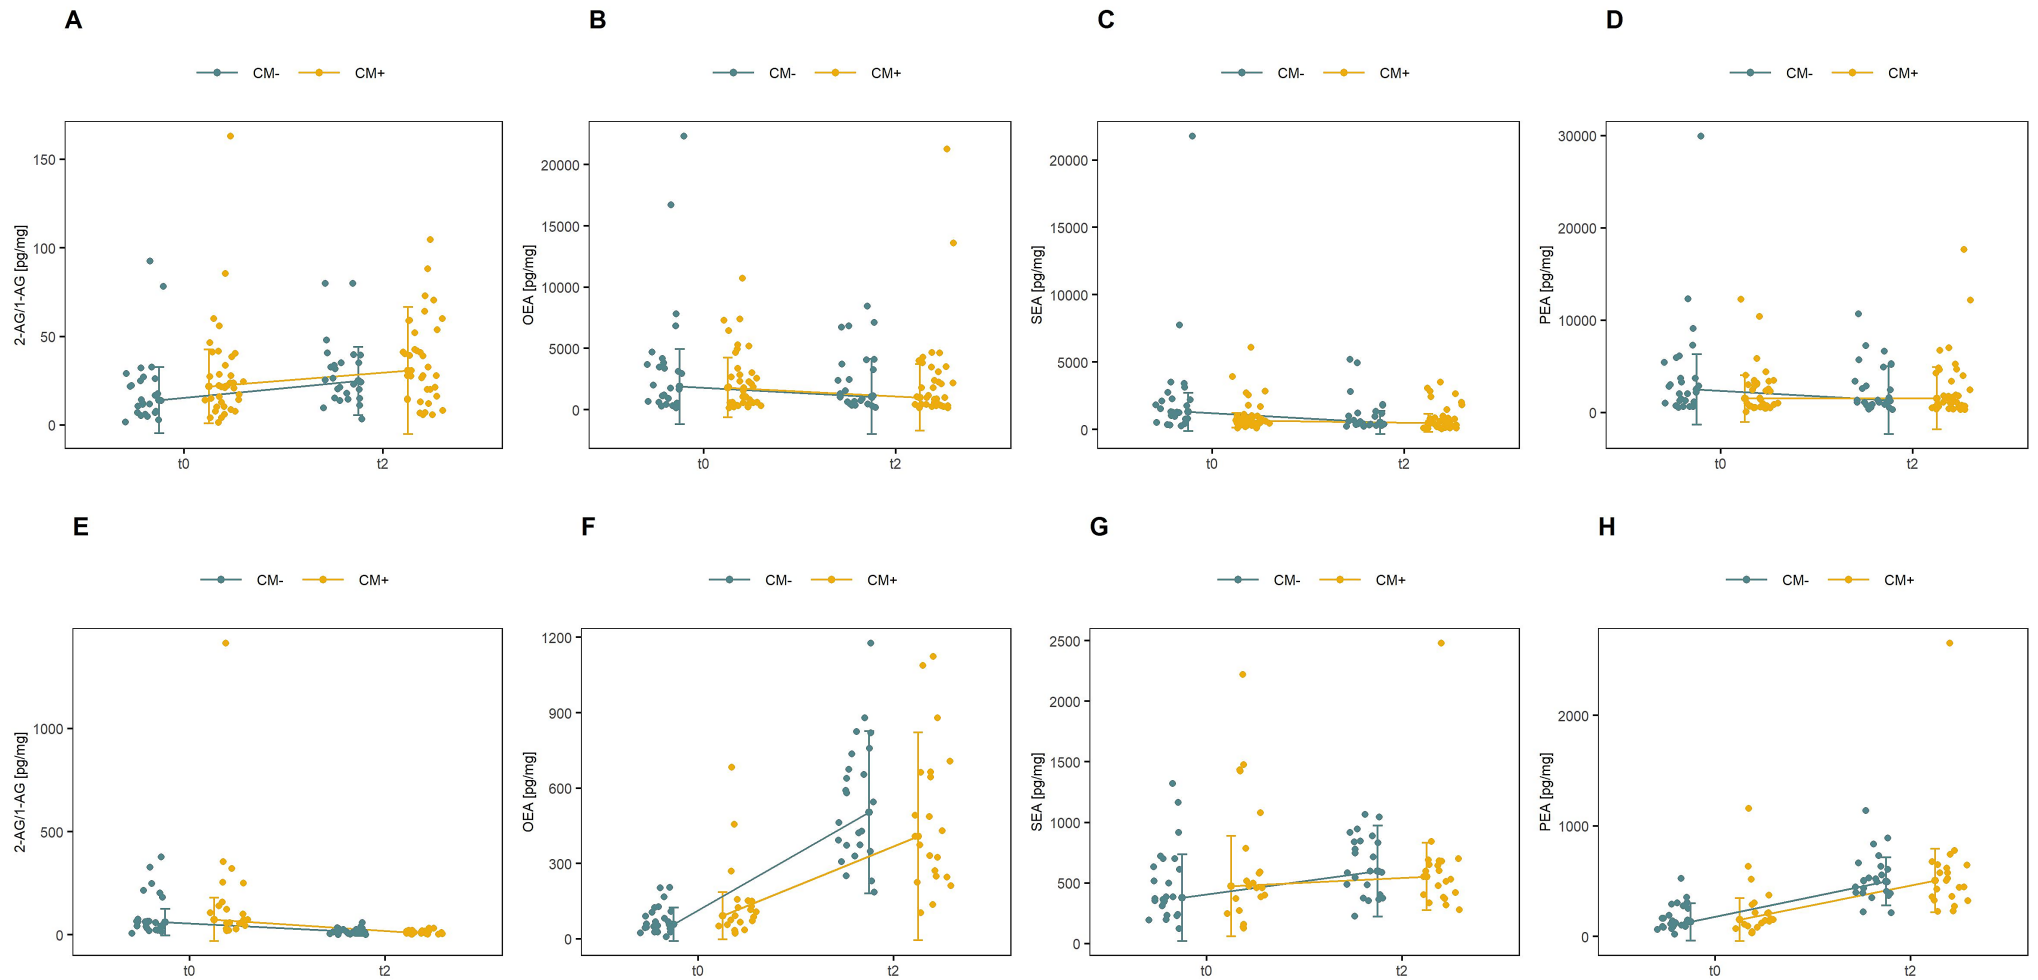 A
CM- CM+
2-AG/1-AG [pg/mg]
150
100
50
0
t0 t2
B
CM- CM+
OEA [pg/mg]
20000
15000
10000
5000
0
t0 t2
C
CM- CM+
SEA [pg/mg]
20000
15000
10000
5000
0
t0 t2
D
CM- CM+
PEA [pg/mg]
30000
20000
10000
0
t0 t2
E
CM- CM+
2-AG/1-AG [pg/mg]
1000
500
0
t0 t2
F
CM- CM+
OEA [pg/mg]
1200
900
600
300
0
t0 t2
G
CM- CM+
SEA [pg/mg]
2500
2000
1500
1000
500
0
t0 t2
H
CM- CM+
PEA [pg/mg]
2000
1000
0
t0 t2